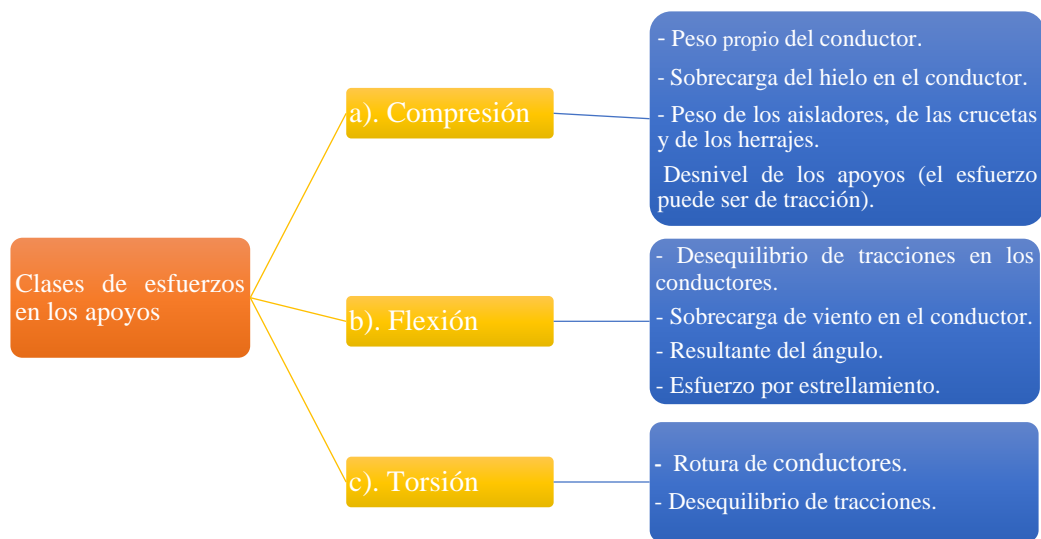 Clases de esfuerzos
en los apoyos
a). Compresión
- Peso propio del conductor.
- Sobrecarga del hielo en el conductor.
- Peso de los aisladores, de las crucetas
y de los herrajes.
Desnivel de los apoyos (el esfuerzo
puede ser de tracción).
b). Flexión
- Desequilibrio de tracciones en los
conductores.
- Sobrecarga de viento en el conductor.
- Resultante del ángulo.
- Esfuerzo por estrellamiento.
c). Torsión
- Rotura de conductores.
- Desequilibrio de tracciones.